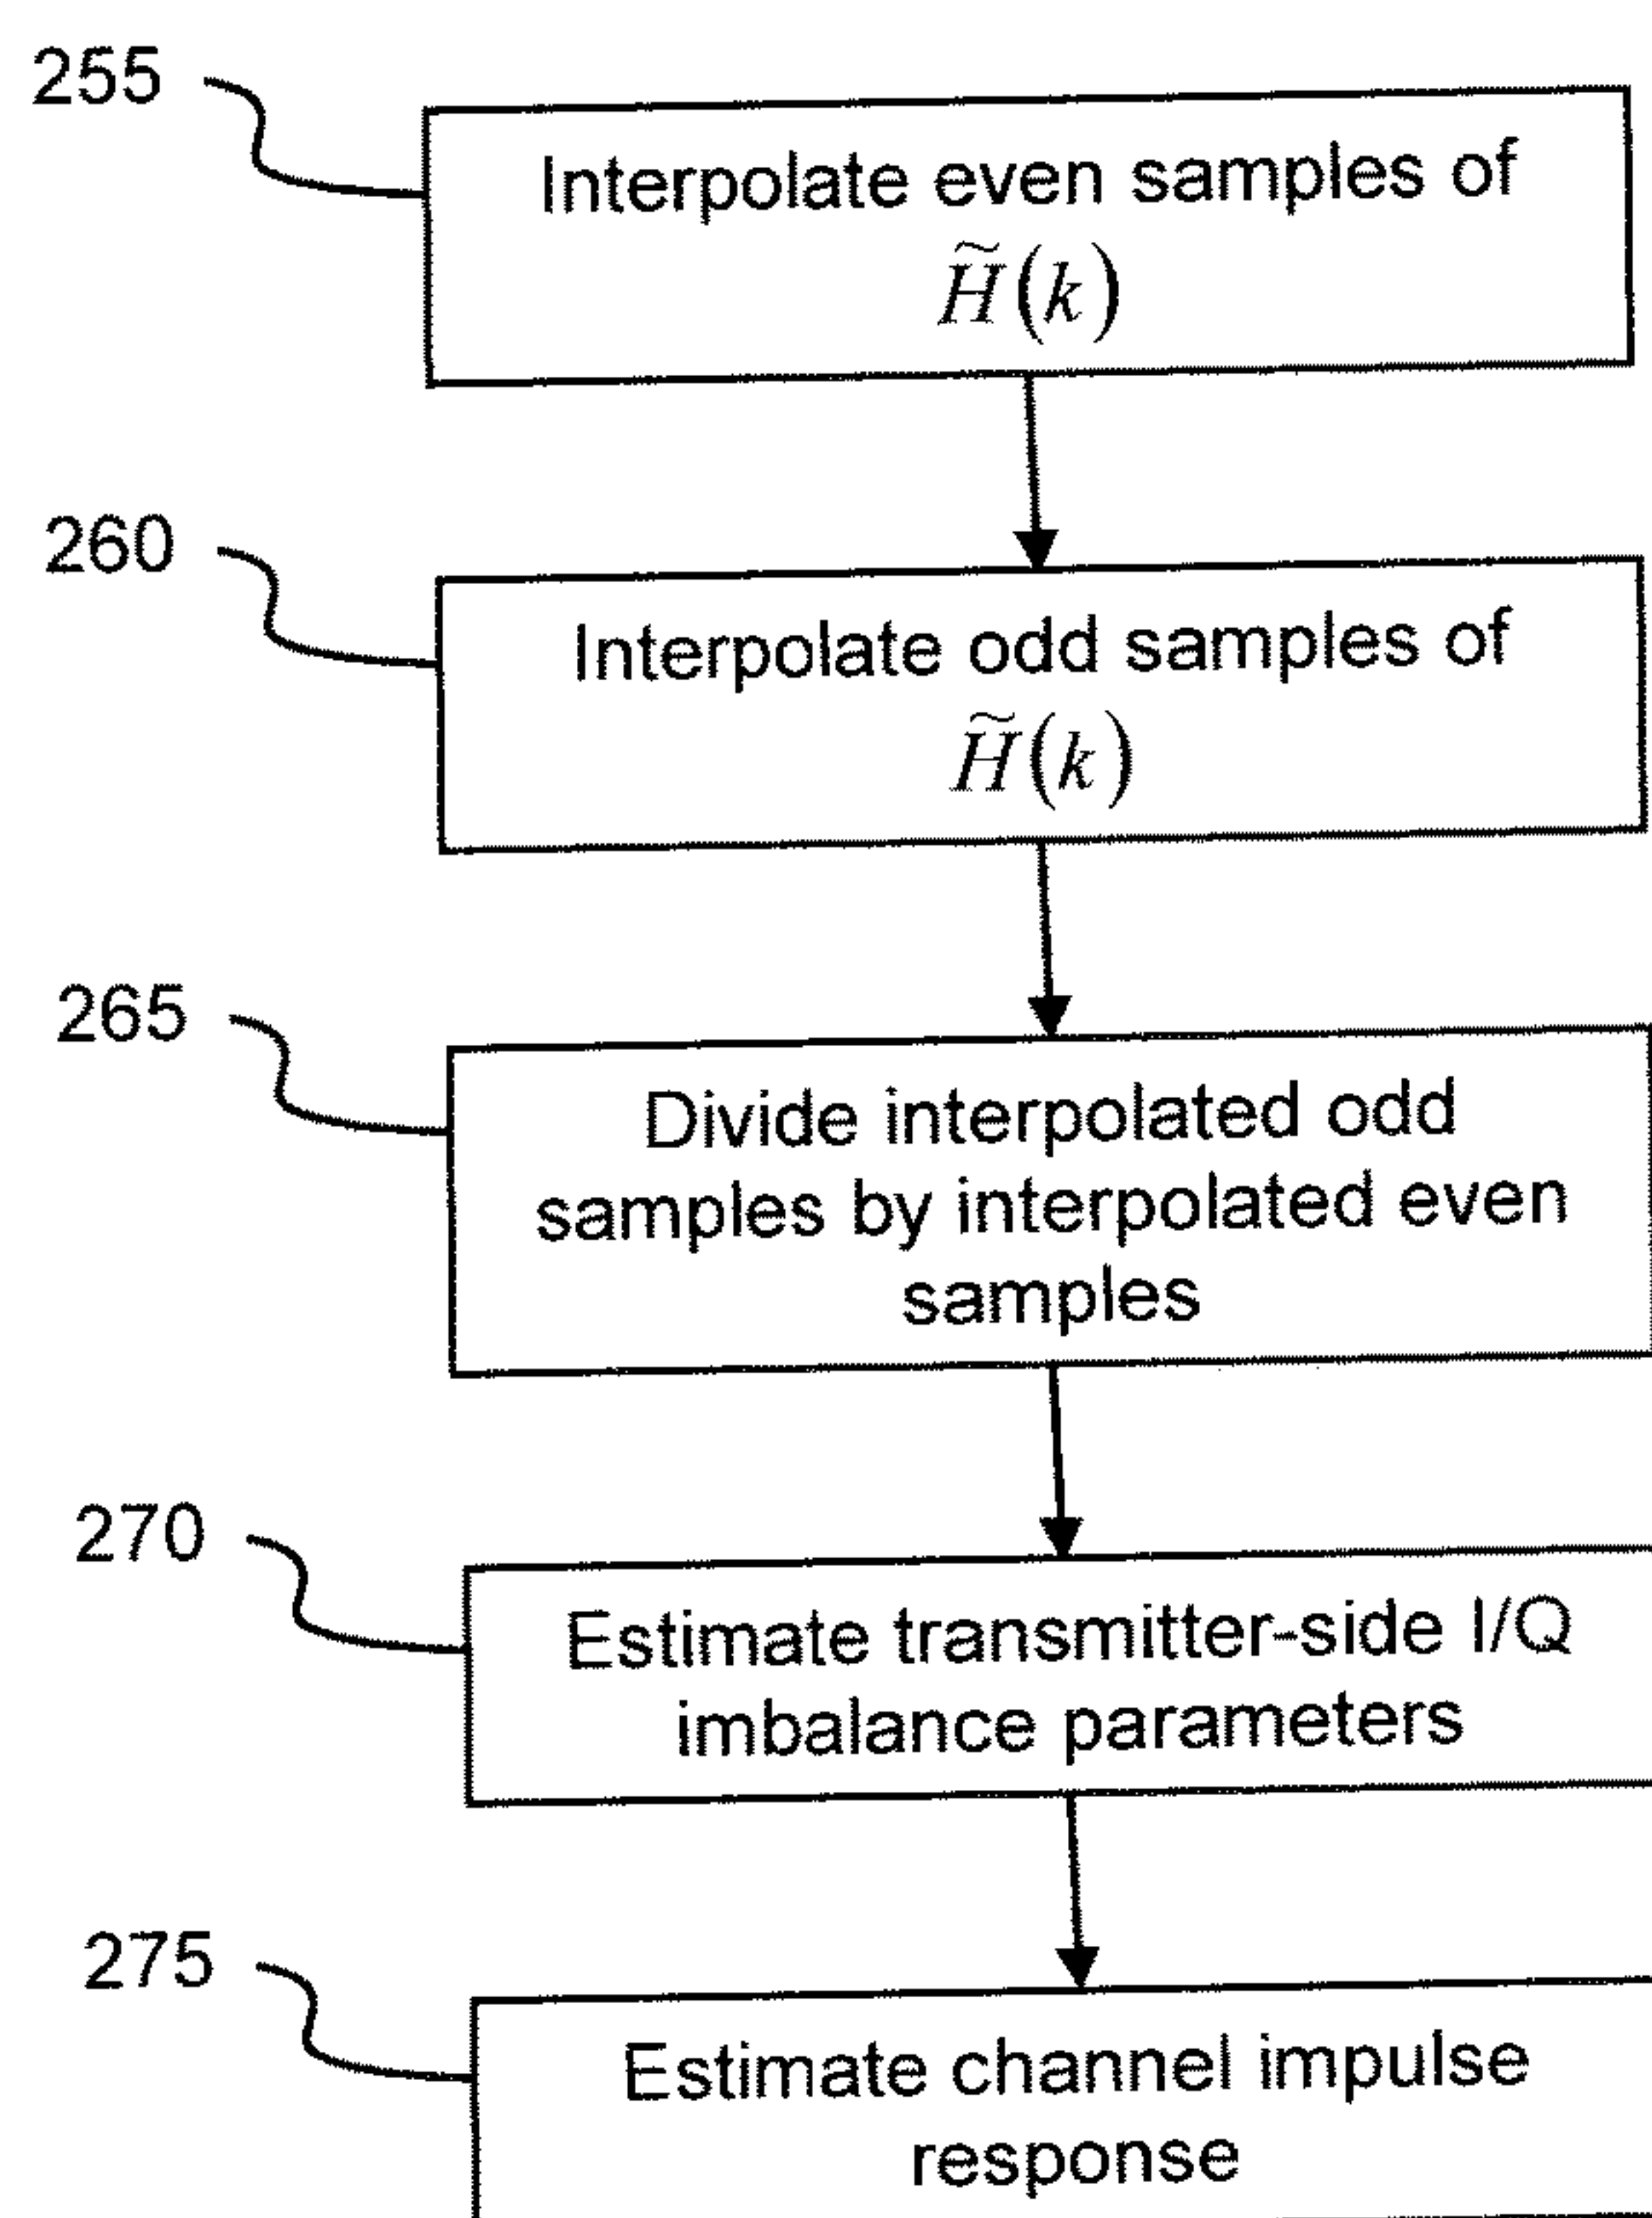 255
Interpolate even samples of
H̃(k)
260
Interpolate odd samples of
H̃(k)
265
Divide interpolated odd
samples by interpolated even
samples
270
Estimate transmitter-side I/Q
imbalance parameters
275
Estimate channel impulse
response